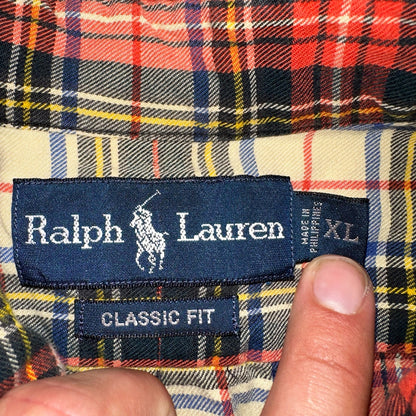 Ralph Lauren
MADE IN
PHILIPPINES
XL
CLASSIC FIT